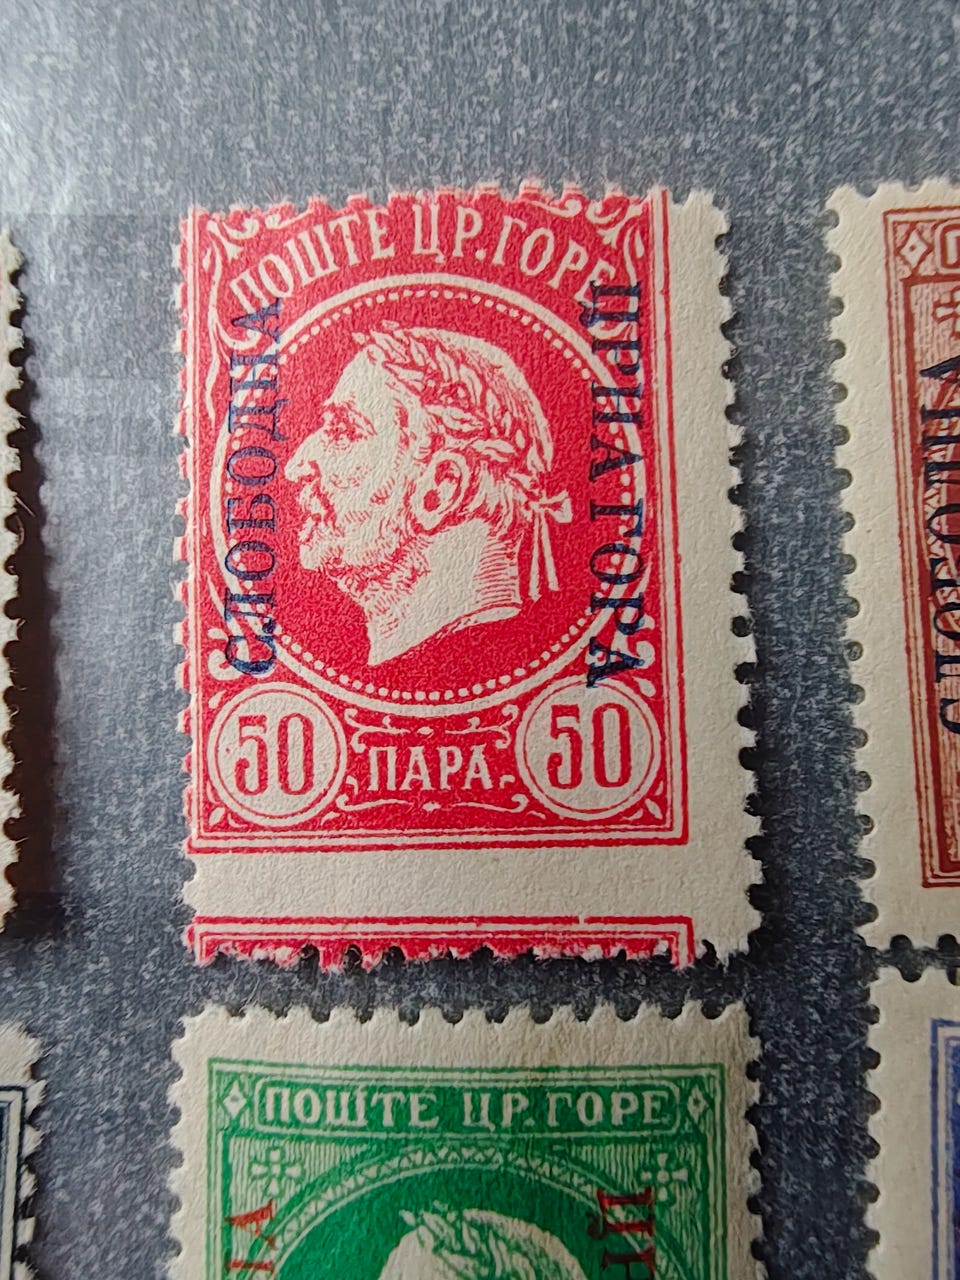 ПОШТЕ ЦР. ГОРЕ
СЛОБОДНА
ЦРНА ГОРА
50 ПАРА 50
ПОШТЕ ЦР. ГОРЕ